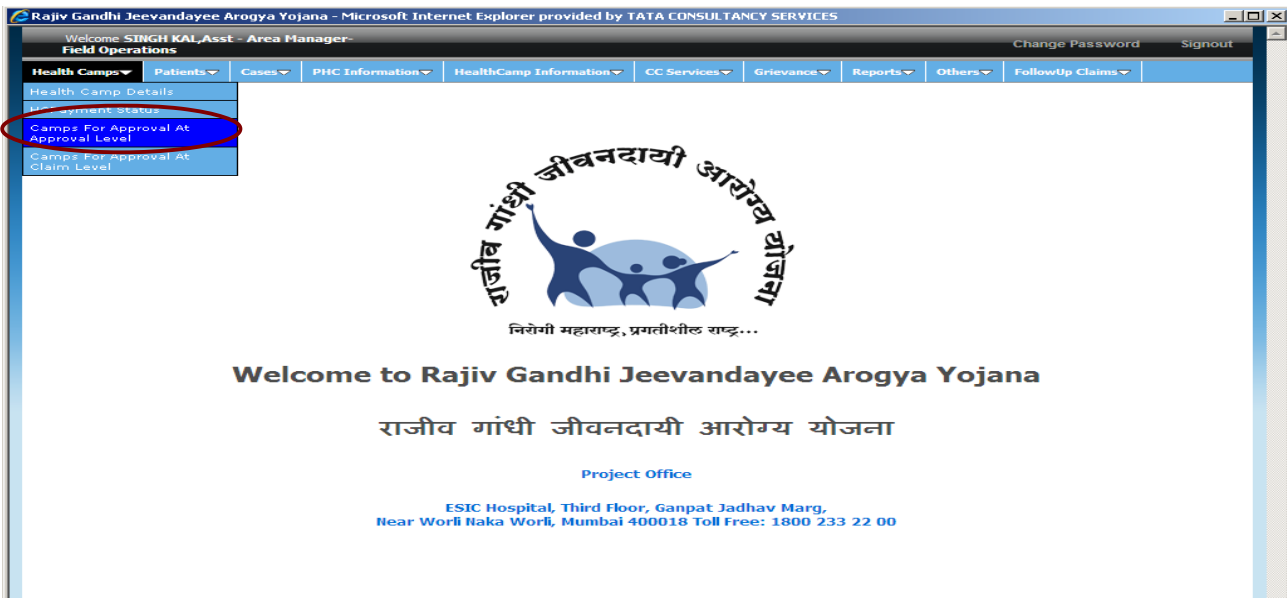 Rajiv Gandhi Jeevandayee Arogya Yojana - Microsoft Internet Explorer provided by TATA CONSULTANCY SERVICES
Welcome SINGH KAL,Asst - Area Manager-
Field Operations
Change Password Signout
Health Camps Patients Cases PHC Information HealthCamp Information CC Services Grievance Reports Others FollowUp Claims
Health Camp Details
HCPayment Status
Camps For Approval At
Approval Level
Camps For Approval At
Claim Level
राजीव गांधी जीवनदायी आरोग्य योजना
निरोगी महाराष्ट्र, प्रगतीशील राष्ट्र...
Welcome to Rajiv Gandhi Jeevandayee Arogya Yojana
राजीव गांधी जीवनदायी आरोग्य योजना
Project Office
ESIC Hospital, Third Floor, Ganpat Jadhav Marg,
Near Worli Naka Worli, Mumbai 400018 Toll Free: 1800 233 22 00